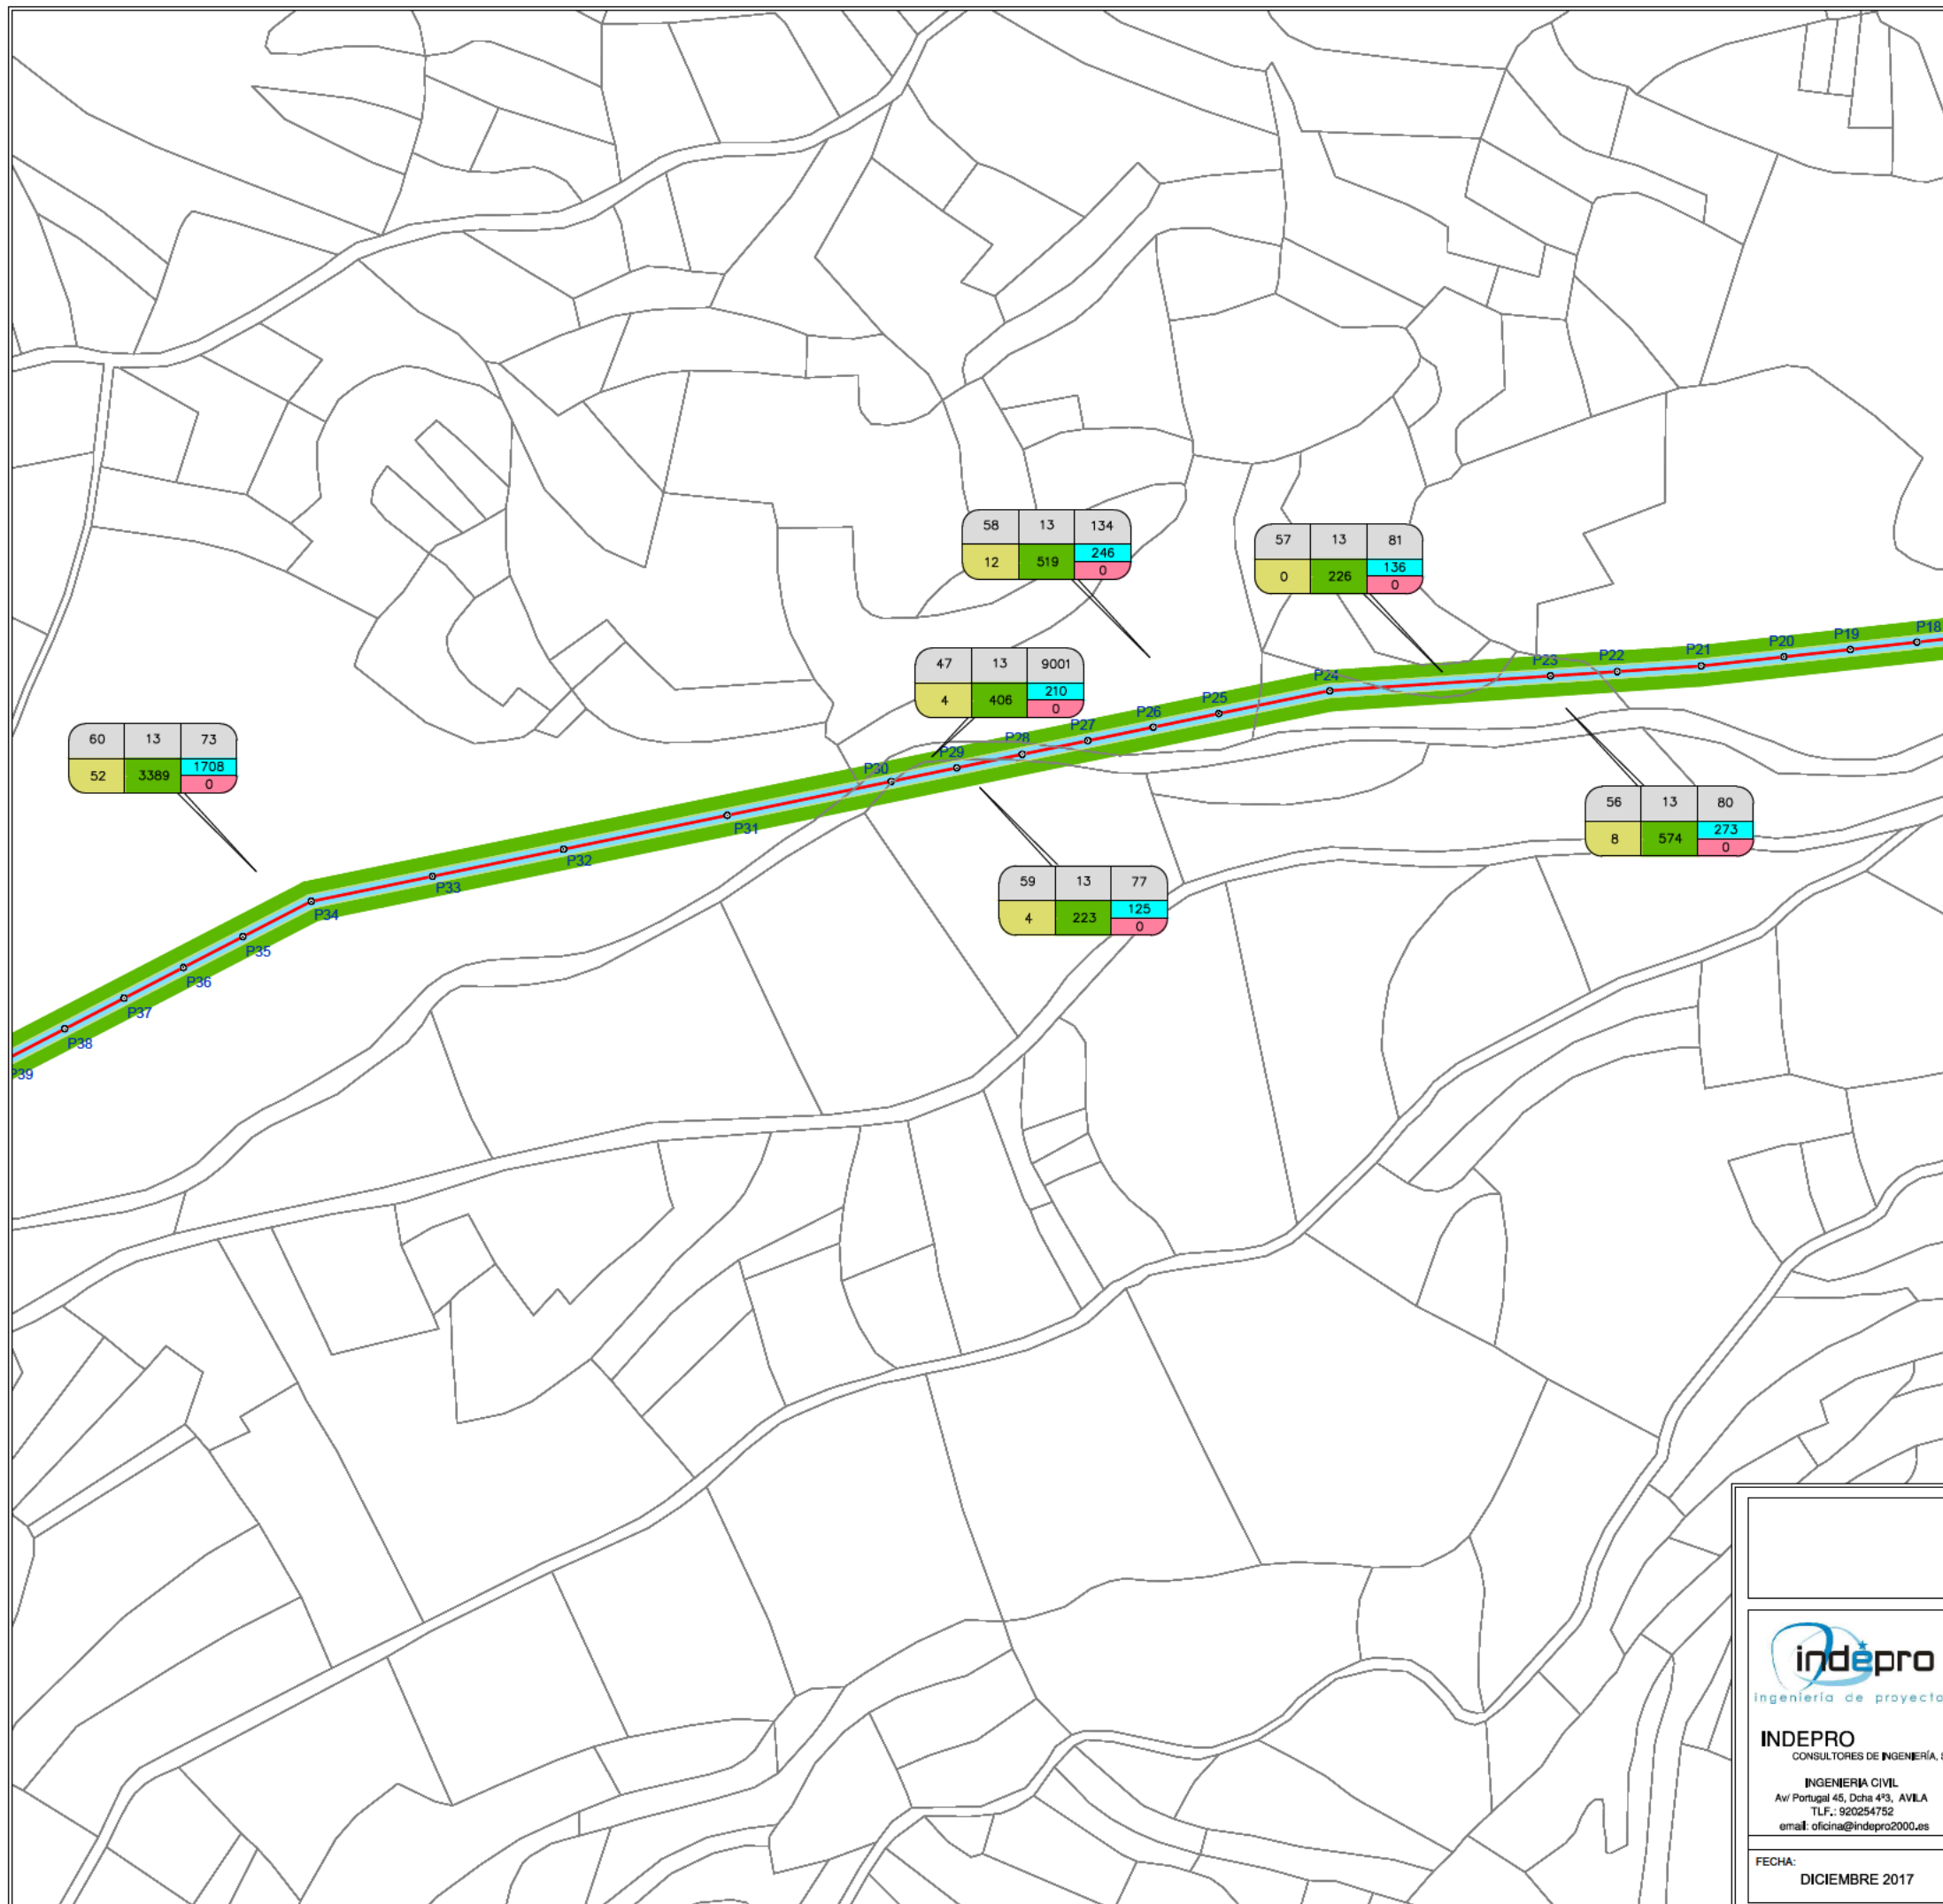 58 13 134
12 519 246
0
57 13 81
0 226 136
0
47 13 9001
4 406 210
0
60 13 73
52 3389 1708
0
56 13 80
8 574 273
0
59 13 77
4 223 125
0
P18
P19
P20
P21
P22
P23
P24
P25
P26
P27
P28
P29
P30
P31
P32
P33
P34
P35
P36
P37
P38
P39
indepro
ingeniería de proyecto
INDEPRO
CONSULTORES DE INGENIERÍA, S
INGENIERIA CIVIL
Av/ Portugal 45, Dcha 4º3, AVILA
TLF.: 920254752
email: oficina@indepro2000.es
FECHA:
DICIEMBRE 2017